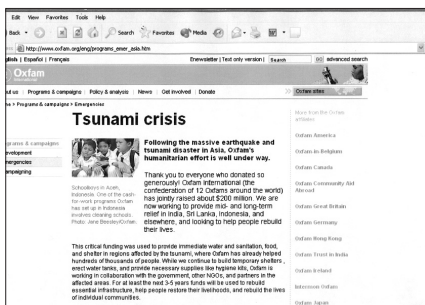 Edit View Favorites Tools Help
Back Search Favorites Media
http://www.oxfam.org/eng/programs_emer_asia.htm
glish | Español | Français Enewsletter | Text only version | Search GO advanced search
Oxfam
International
out us | Programs & campaigns | Policy & analysis | News | Get involved | Donate Oxfam sites
e > Programs & campaigns > Emergencies
Tsunami crisis
ograms & campaigns
evelopment
mergencies
ampaigning
Schoolboys in Aceh,
Indonesia. One of the cash-
for-work programs Oxfam
has set up in Indonesia
involves cleaning schools.
Photo: Jane Beesley/Oxfam.
Following the massive earthquake and
tsunami disaster in Asia, Oxfam's
humanitarian effort is well under way.
Thank you to everyone who donated so
generously! Oxfam International (the
confederation of 12 Oxfams around the world)
has jointly raised about $200 million. We are
now working to provide mid- and long-term
relief in India, Sri Lanka, Indonesia, and
elsewhere, and looking to help people rebuild
their lives.
This critical funding was used to provide immediate water and sanitation, food,
and shelter in regions affected by the tsunami, where Oxfam has already helped
hundreds of thousands of people. While we continue to build temporary shelters,
erect water tanks, and provide necessary supplies like hygiene kits, Oxfam is
working in collaboration with the government, other NGOs, and partners in the
affected areas. For at least the next 3-5 years funds will be used to rebuild
essential infrastructure, help people restore their livelihoods, and rebuild the lives
of individual communities.
More from the Oxfam
affiliates
Oxfam America
Oxfam-in-Belgium
Oxfam Canada
Oxfam Community Aid
Abroad
Oxfam Great Britain
Oxfam Germany
Oxfam Hong Kong
Oxfam Trust in India
Oxfam Ireland
Intermon Oxfam
Oxfam Japan